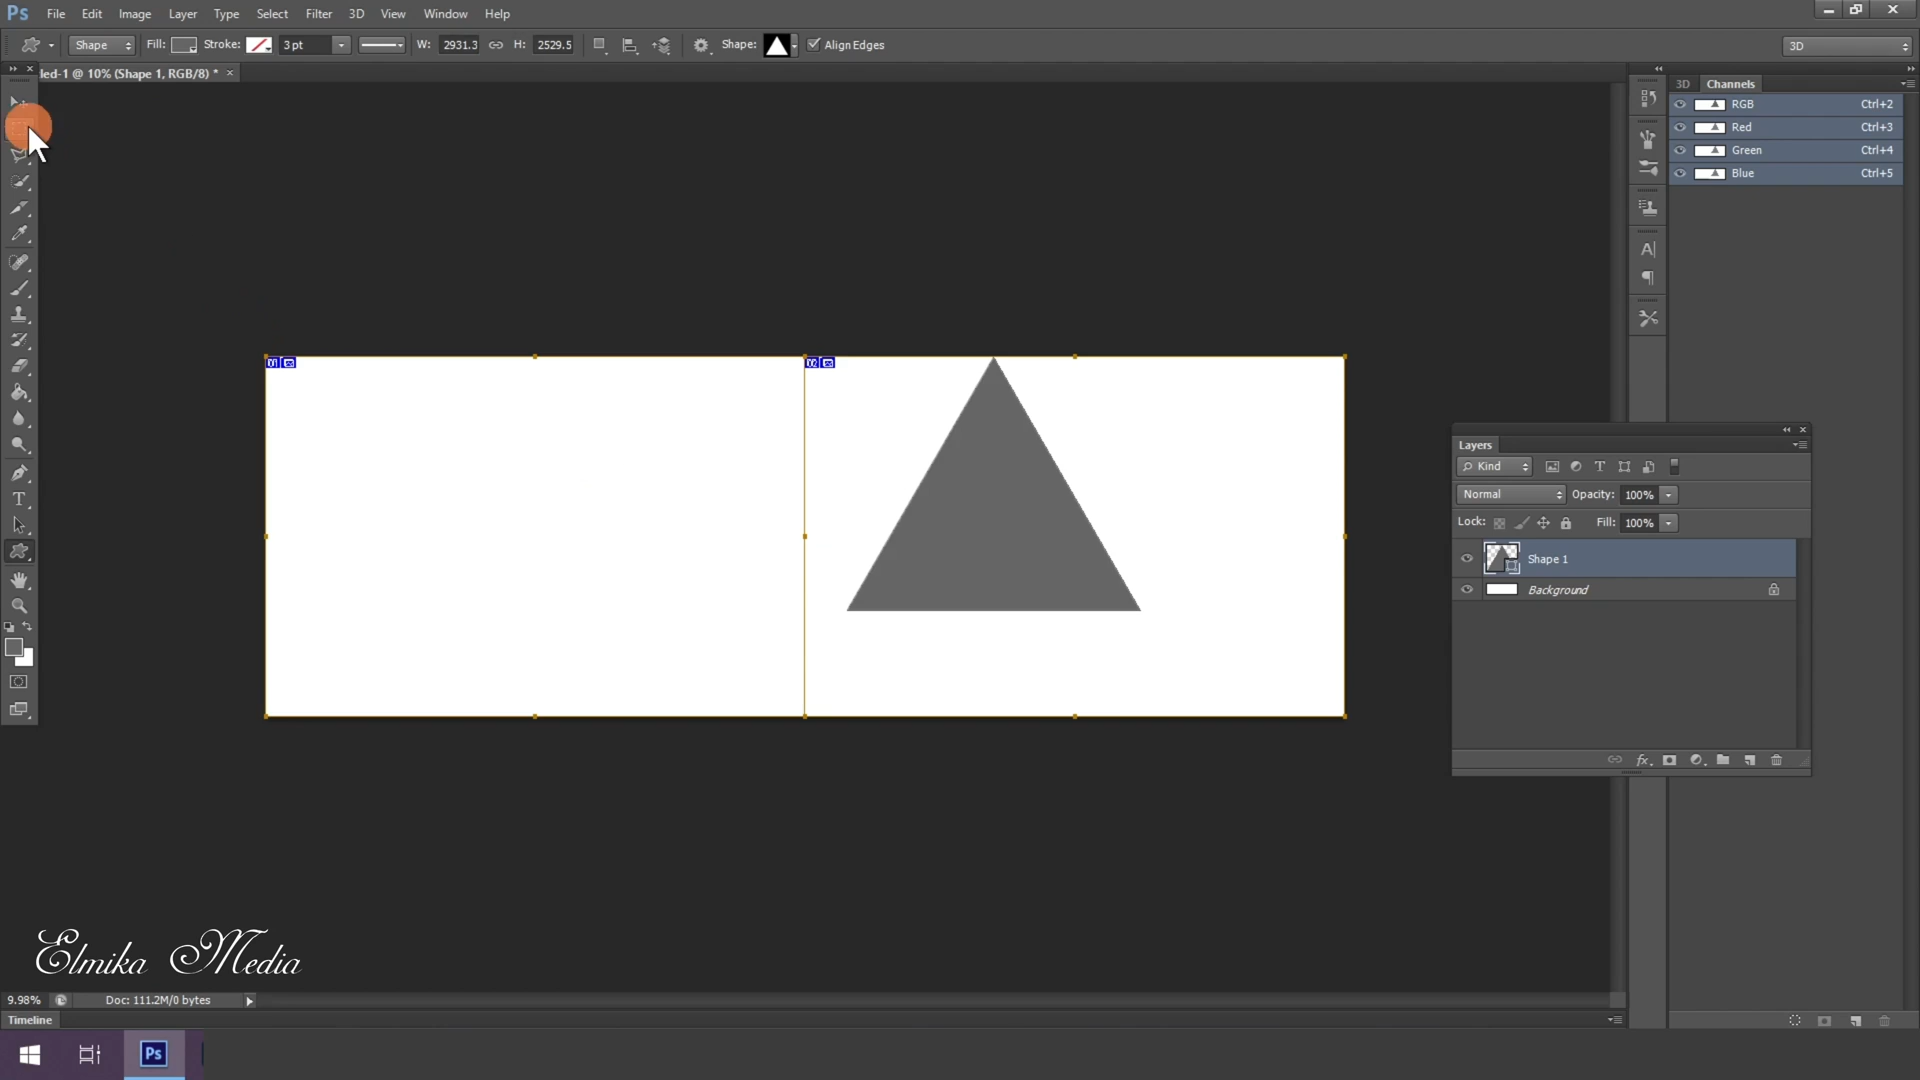 Ps File Edit Image Layer Type Select Filter 3D View Window Help
Shape Fill: Stroke: 3 pt W: 2931.3 H: 2529.5 Shape: Align Edges 3D
led-1 @ 10% (Shape 1, RGB/8) * ×
3D Channels
RGB Ctrl+2
Red Ctrl+3
Green Ctrl+4
Blue Ctrl+5
01 02
Layers
Kind
Normal Opacity: 100%
Lock: Fill: 100%
Shape 1
Background
Elmika Media
9.98% Doc: 111.2M/0 bytes
Timeline
Ps